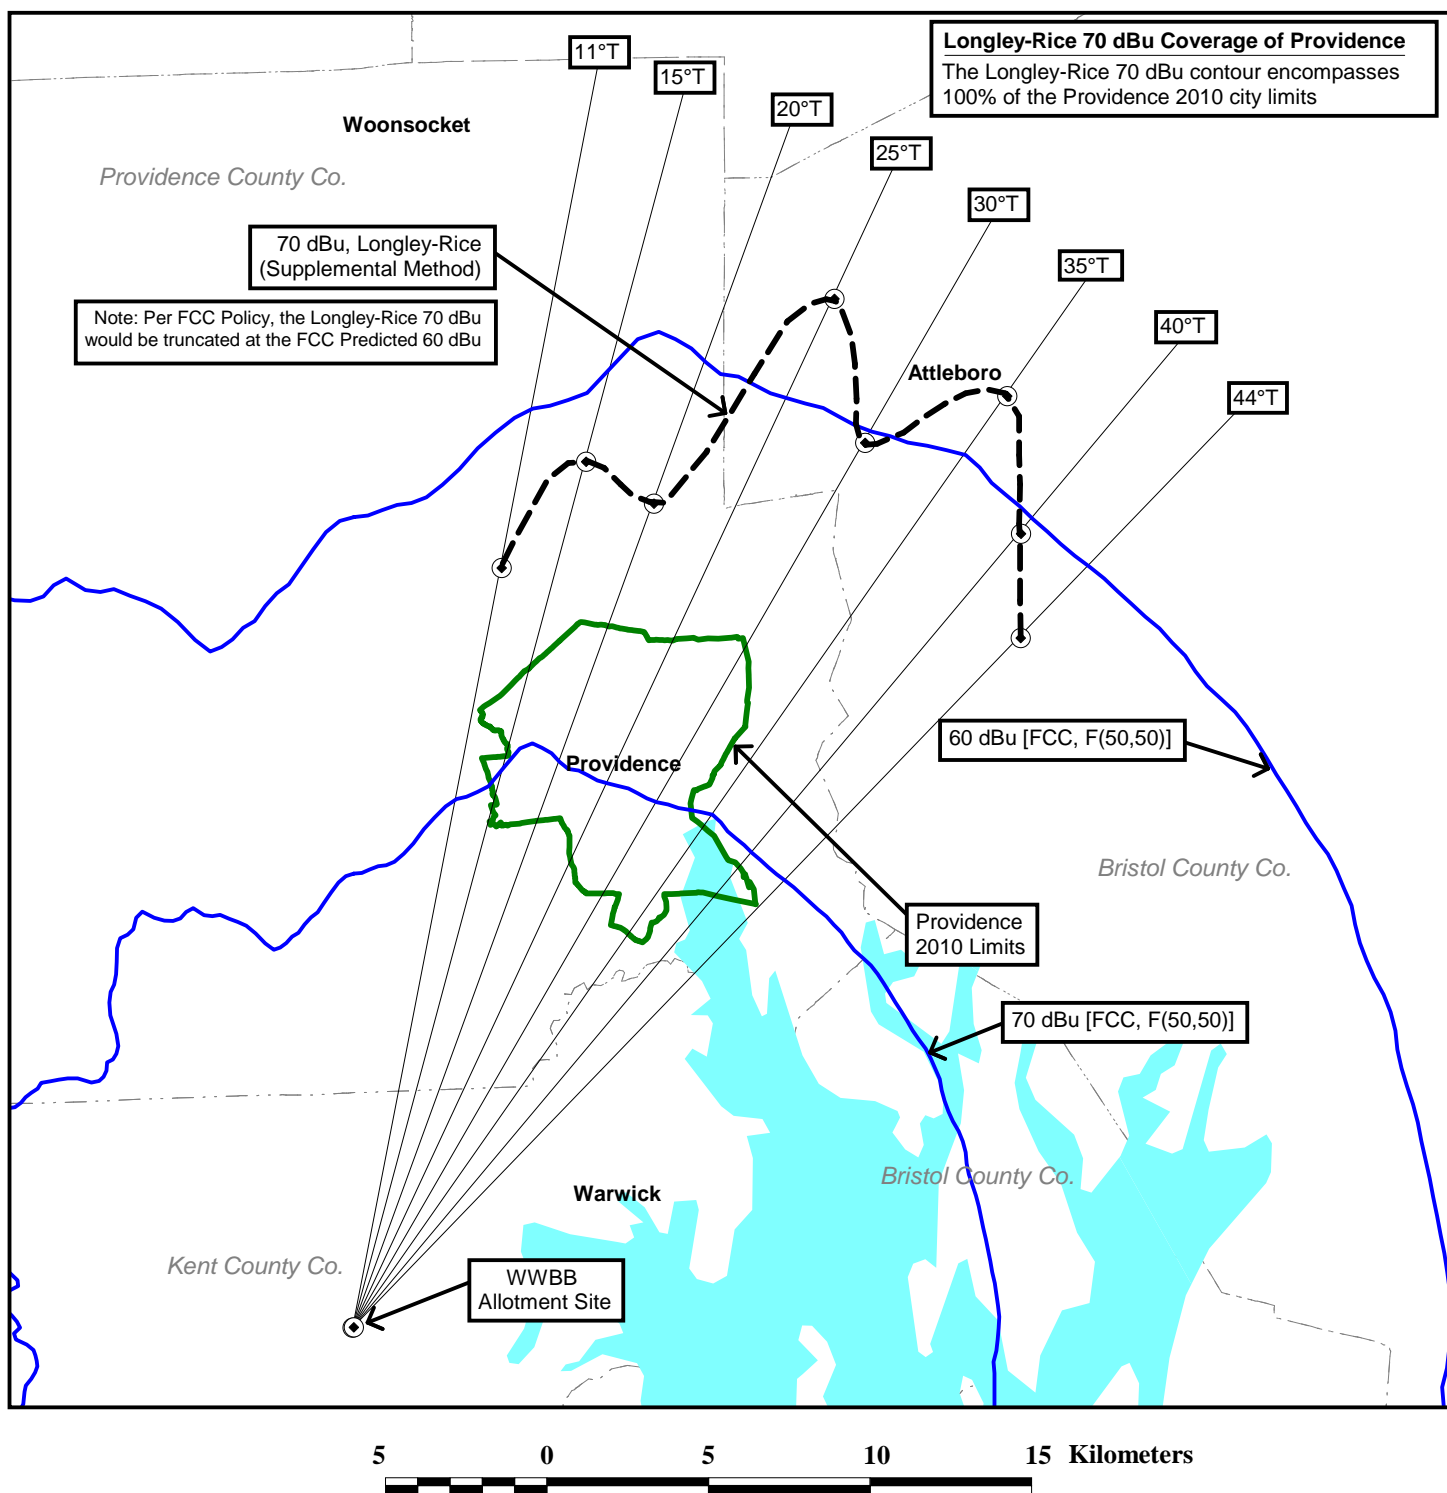 11°T
15°T
20°T
25°T
30°T
35°T
40°T
44°T
Longley-Rice 70 dBu Coverage of Providence
The Longley-Rice 70 dBu contour encompasses
100% of the Providence 2010 city limits
Woonsocket
Providence County Co.
70 dBu, Longley-Rice
(Supplemental Method)
Note: Per FCC Policy, the Longley-Rice 70 dBu
would be truncated at the FCC Predicted 60 dBu
Attleboro
60 dBu [FCC, F(50,50)]
Providence
Bristol County Co.
Providence
2010 Limits
70 dBu [FCC, F(50,50)]
Bristol County Co.
Warwick
Kent County Co.
WWBB
Allotment Site
5 0 5 10 15 Kilometers